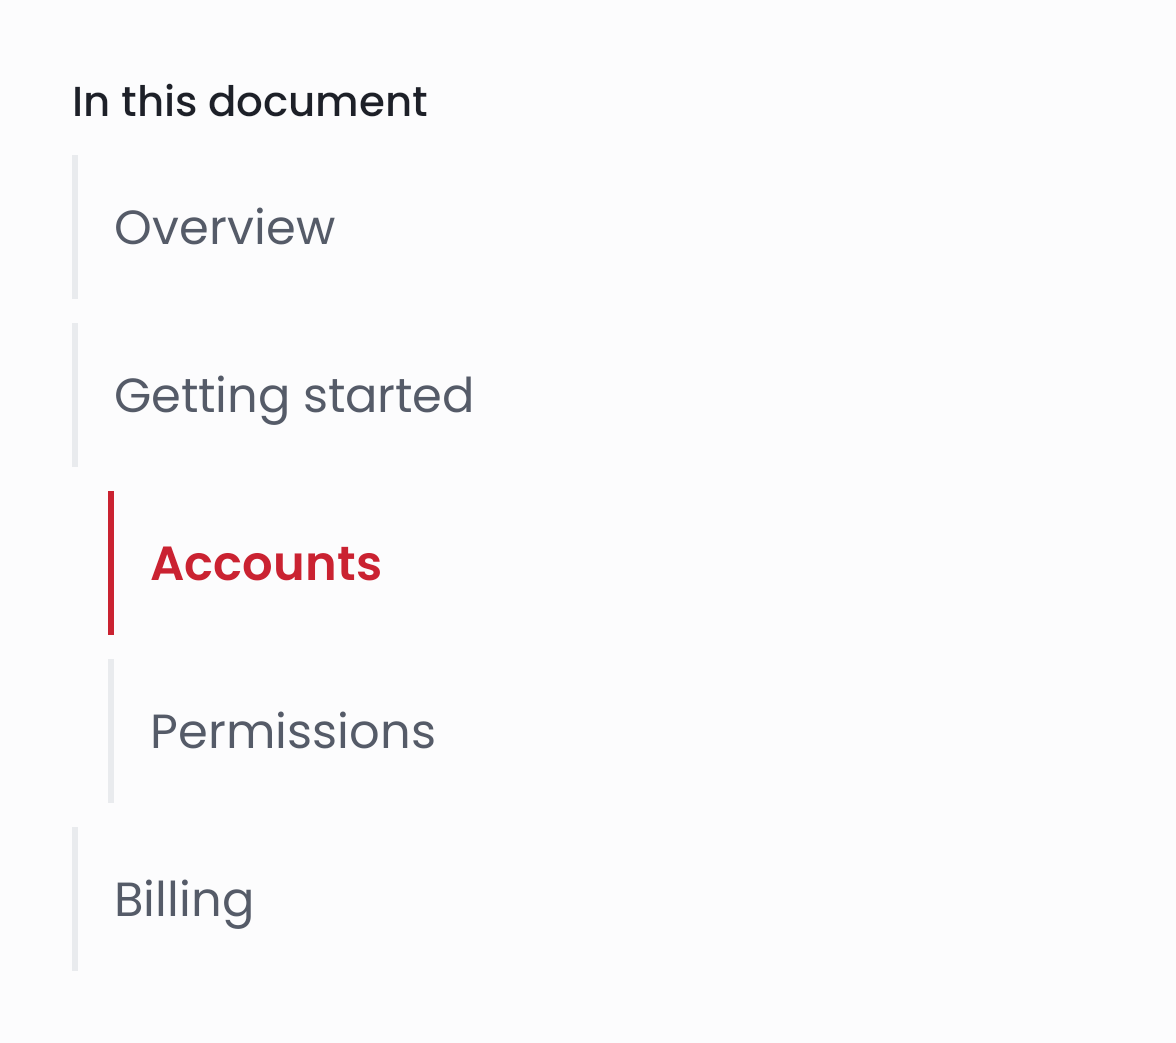 In this document
Overview
Getting started
Accounts
Permissions
Billing